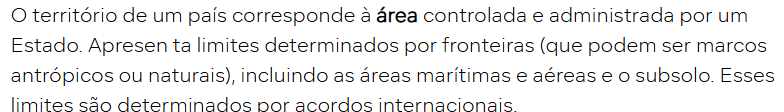 O território de um país corresponde à área controlada e administrada por um
Estado. Apresen ta limites determinados por fronteiras (que podem ser marcos
antrópicos ou naturais), incluindo as áreas marítimas e aéreas e o subsolo. Esses
limites são determinados por acordos internacionais.